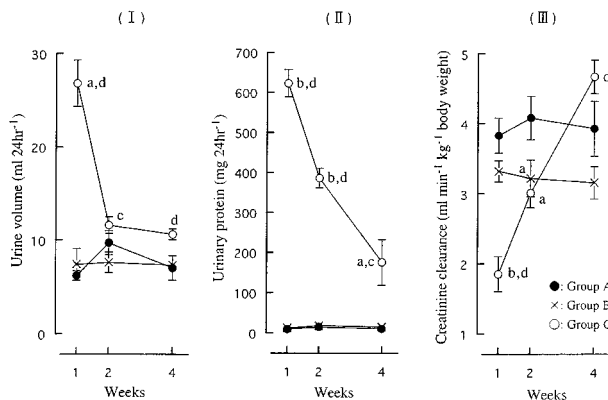 ( I )
( II )
( III )
Urine volume (ml 24hr⁻¹)
30
20
10
0
a,d
c
d
1 2 4
Weeks
Urinary protein (mg 24hr⁻¹)
700
600
500
400
300
200
100
0
b,d
b,d
a,c
1 2 4
Weeks
Creatinine clearance (ml min⁻¹ kg⁻¹ body weight)
5
4
3
2
1
b,d
a
a
●: Group A
×: Group B
○: Group C
1 2 4
Weeks